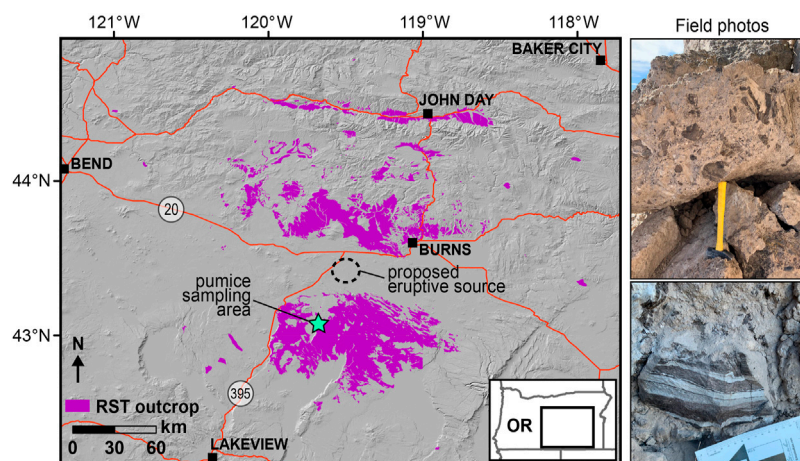 121°W
120°W
119°W
118°W
Field photos
BAKER CITY
JOHN DAY
BEND
44°N
20
BURNS
pumice
sampling
area
proposed
eruptive source
43°N
N
395
RST outcrop
km
0 30 60
OR
LAKEVIEW